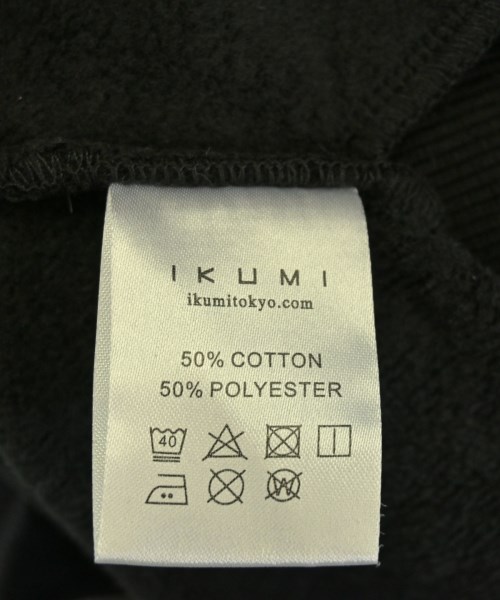 IKUMI
ikumitokyo.com
50% COTTON
50% POLYESTER
40
W